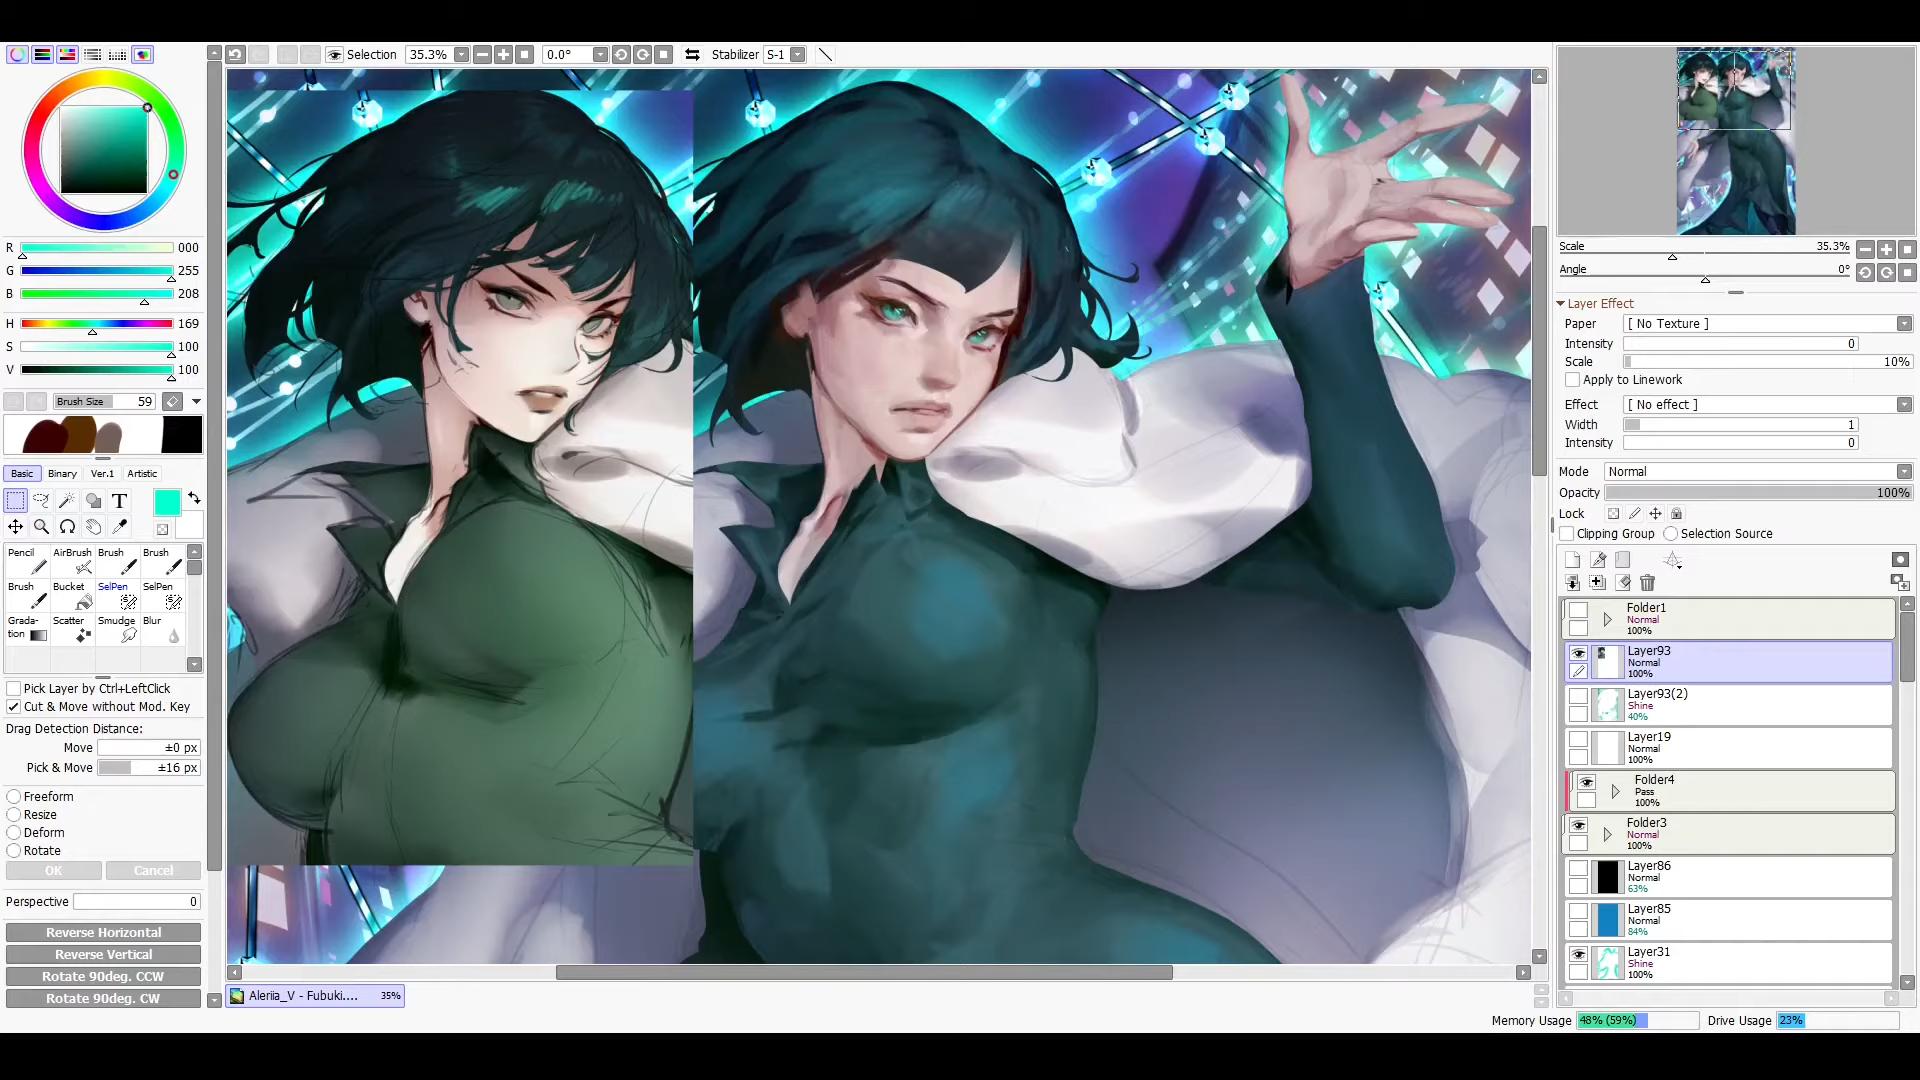 Selection 35.3% 0.0° Stabilizer S-1
R 000
G 255
B 208
H 169
S 100
V 100
Brush Size 59
Basic Binary Ver.1 Artistic
T
Pencil AirBrush Brush Brush
Brush Bucket SelPen SelPen
Grada- Scatter Smudge Blur
tion
Pick Layer by Ctrl+LeftClick
Cut & Move without Mod. Key
Drag Detection Distance:
Move ±0 px
Pick & Move ±16 px
Freeform
Resize
Deform
Rotate
OK Cancel
Perspective 0
Reverse Horizontal
Reverse Vertical
Rotate 90deg. CCW
Rotate 90deg. CW
Aleriia_V - Fubuki.... 35%
Scale 35.3%
Angle 0°
Layer Effect
Paper [ No Texture ]
Intensity 0
Scale 10%
Apply to Linework
Effect [ No effect ]
Width 1
Intensity 0
Mode Normal
Opacity 100%
Lock
Clipping Group Selection Source
Folder1
Normal
100%
Layer93
Normal
100%
Layer93(2)
Shine
40%
Layer19
Normal
100%
Folder4
Pass
100%
Folder3
Normal
100%
Layer86
Normal
63%
Layer85
Normal
84%
Layer31
Shine
100%
Memory Usage 48% (59%) Drive Usage 23%